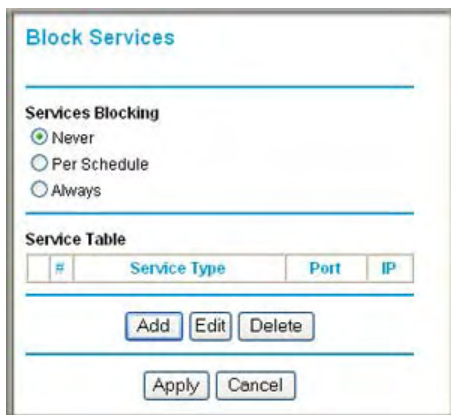 Block Services
Services Blocking
Never
Per Schedule
Always
Service Table
# Service Type Port IP
Add Edit Delete
Apply Cancel